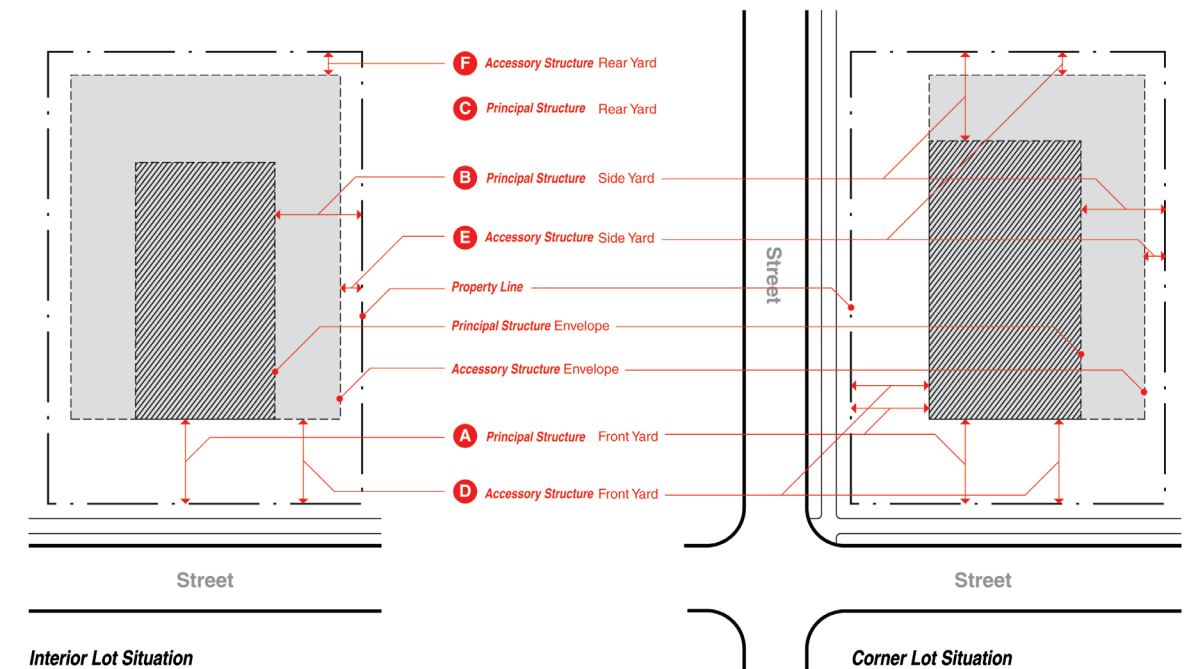 F Accessory Structure Rear Yard
C Principal Structure Rear Yard
B Principal Structure Side Yard
E Accessory Structure Side Yard
Street
Property Line
Principal Structure Envelope
Accessory Structure Envelope
A Principal Structure Front Yard
D Accessory Structure Front Yard
Street
Street
Interior Lot Situation
Corner Lot Situation